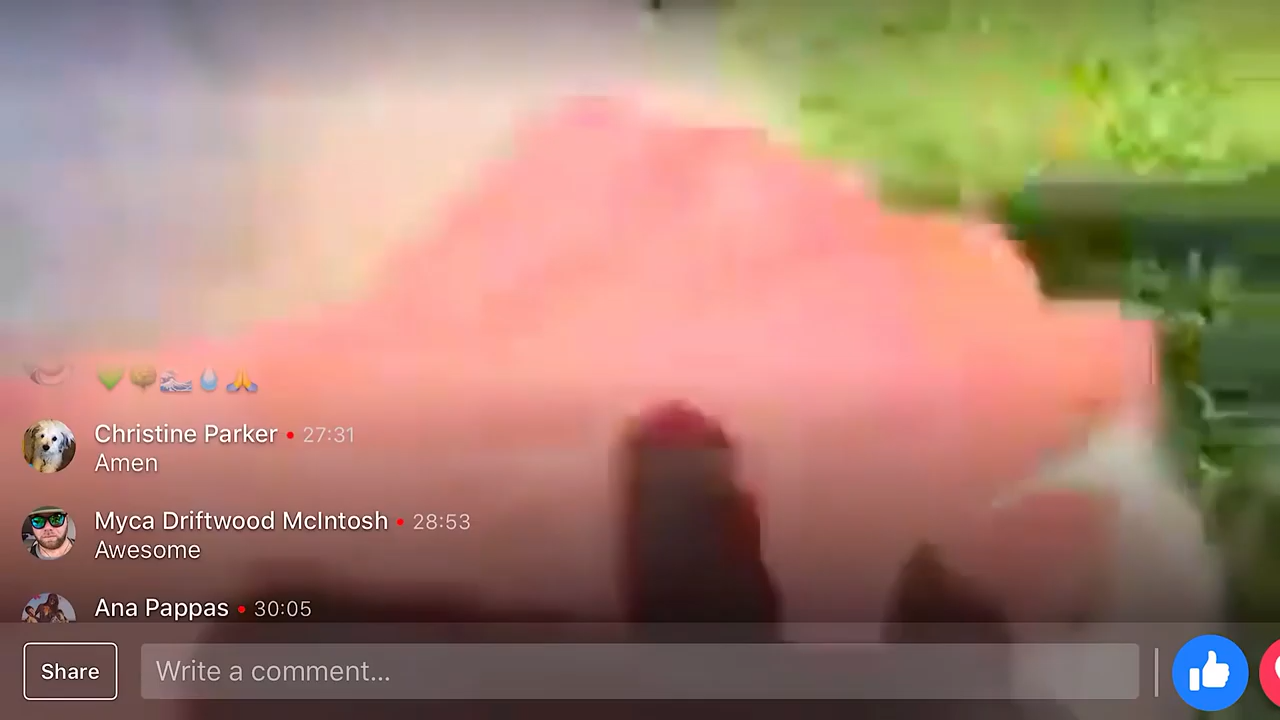 💚🌳🌊💧🙏
Christine Parker • 27:31
Amen
Myca Driftwood McIntosh • 28:53
Awesome
Ana Pappas • 30:05
Share
Write a comment...